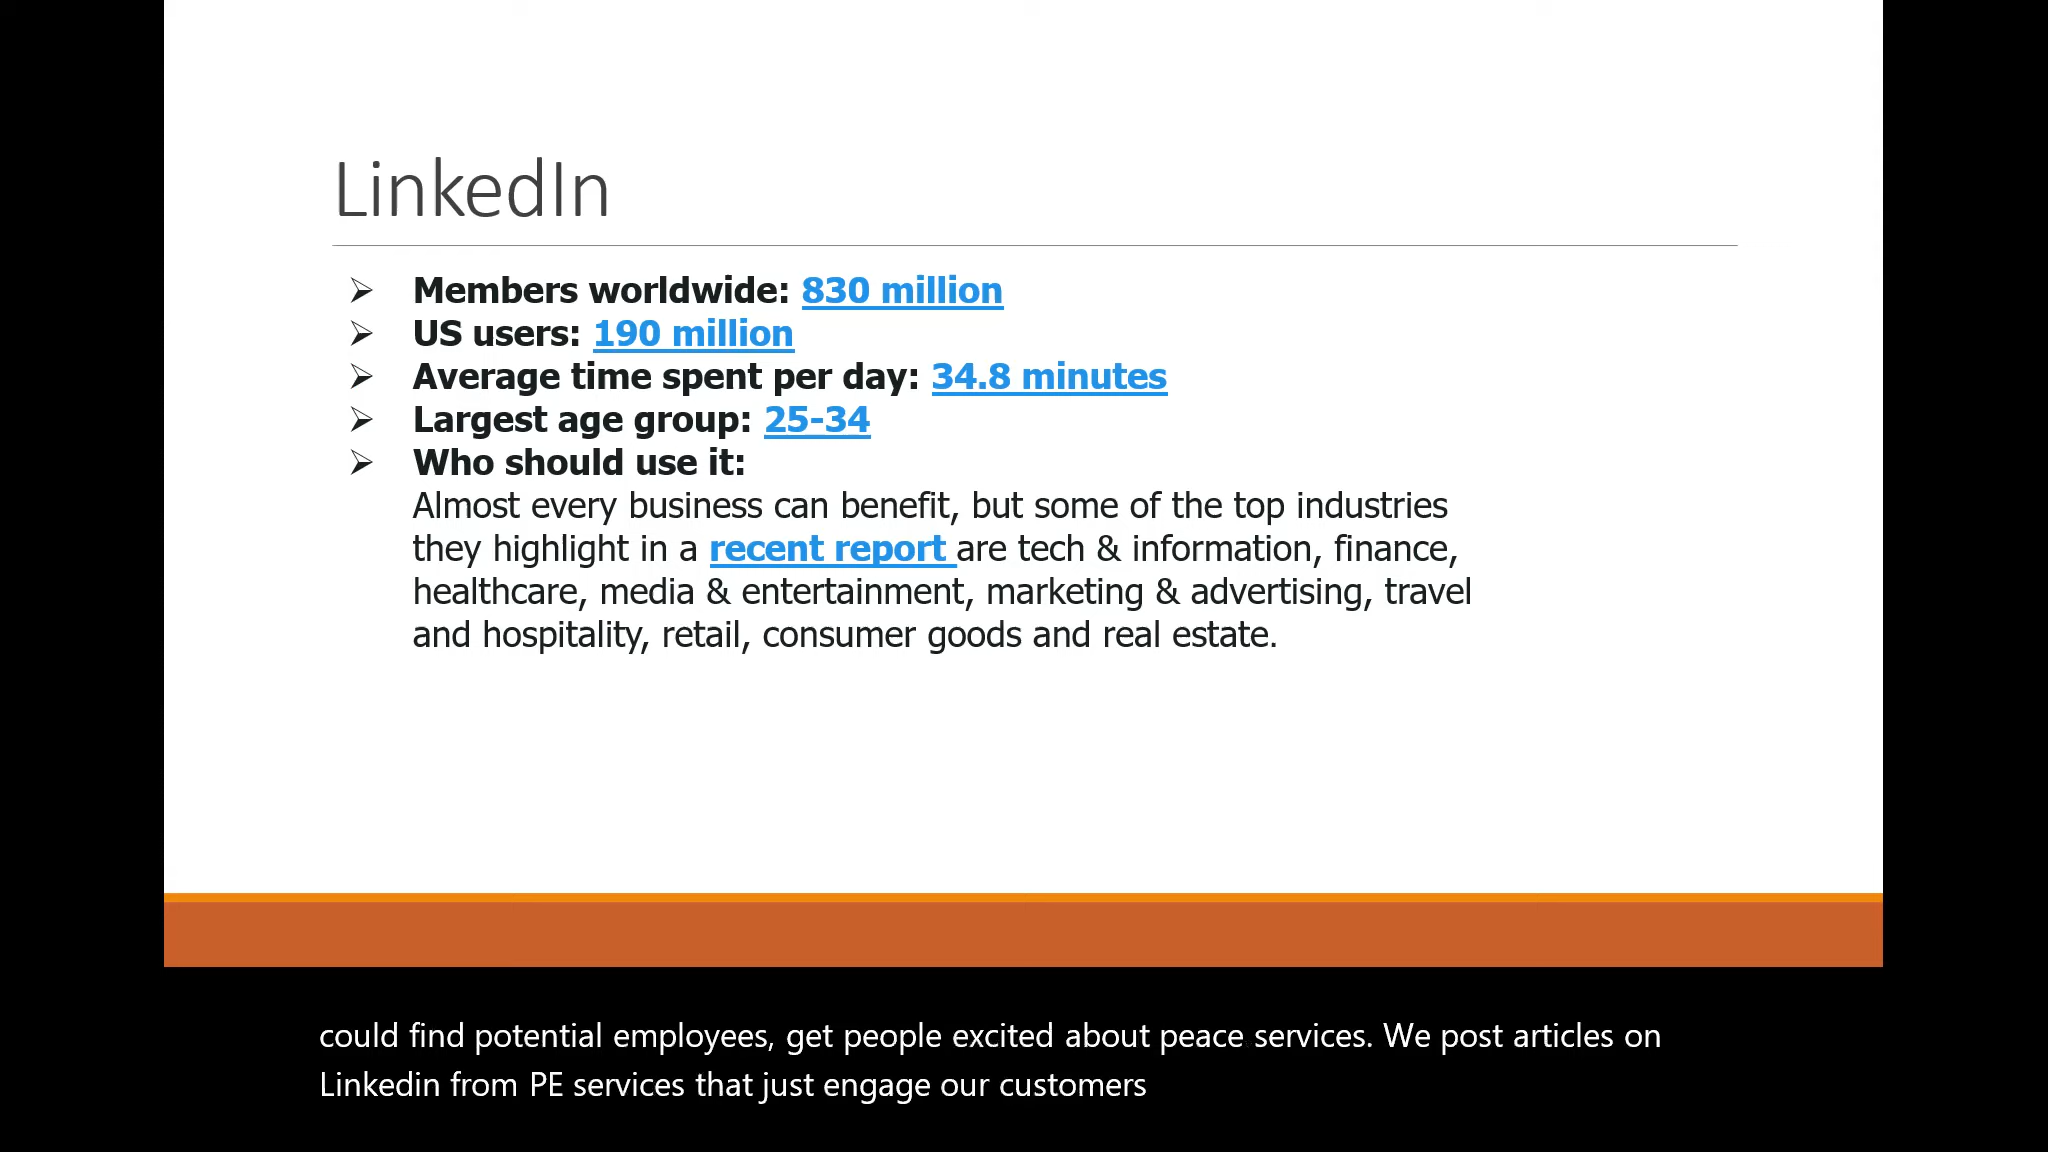 LinkedIn
➢ Members worldwide: 830 million
➢ US users: 190 million
➢ Average time spent per day: 34.8 minutes
➢ Largest age group: 25-34
➢ Who should use it:
Almost every business can benefit, but some of the top industries
they highlight in a recent report are tech & information, finance,
healthcare, media & entertainment, marketing & advertising, travel
and hospitality, retail, consumer goods and real estate.
could find potential employees, get people excited about peace services. We post articles on
Linkedin from PE services that just engage our customers